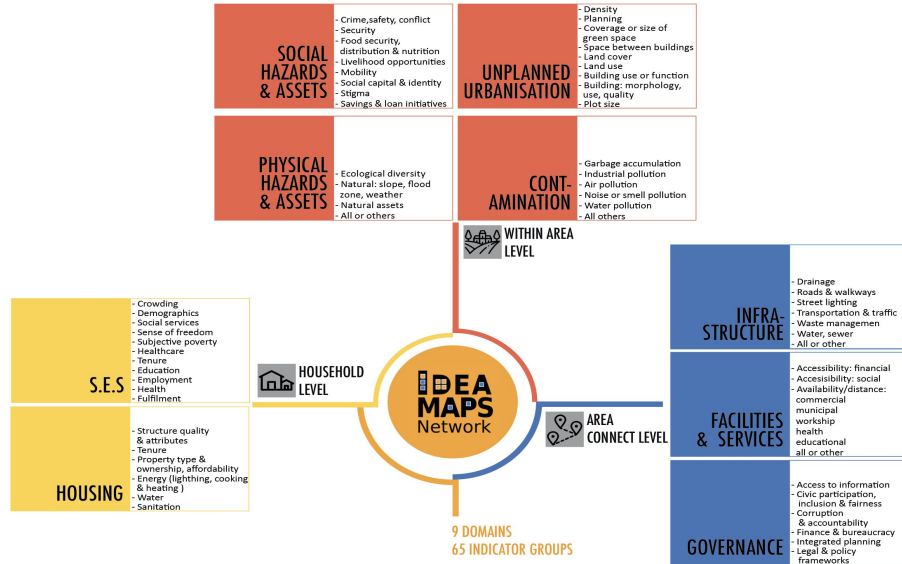 SOCIAL
HAZARDS
& ASSETS
- Crime,safety, conflict
- Security
- Food security,
distribution & nutrition
- Livelihood opportunities
- Mobility
- Social capital & identity
- Stigma
- Savings & loan initiatives
UNPLANNED
URBANISATION
- Density
- Planning
- Coverage or size of
green space
- Space between buildings
- Land cover
- Land use
- Building use or function
- Building: morphology,
use, quality
- Plot size
PHYSICAL
HAZARDS
& ASSETS
- Ecological diversity
- Natural: slope, flood
zone, weather
- Natural assets
- All or others
CONT-
AMINATION
- Garbage accumulation
- Industrial pollution
- Air pollution
- Noise or smell pollution
- Water pollution
- All others
WITHIN AREA
LEVEL
S.E.S
- Crowding
- Demographics
- Social services
- Sense of freedom
- Subjective poverty
- Healthcare
- Tenure
- Education
- Employment
- Health
- Fulfilment
HOUSING
- Structure quality
& attributes
- Tenure
- Property type &
ownership, affordability
- Energy (lighthing, cooking
& heating )
- Water
- Sanitation
HOUSEHOLD
LEVEL
IDEA
MAPS
Network
AREA
CONNECT LEVEL
INFRA-
STRUCTURE
- Drainage
- Roads & walkways
- Street lighting
- Transportation & traffic
- Waste managemen
- Water, sewer
- All or other
FACILITIES
& SERVICES
- Accessibility: financial
- Accesisibility: social
- Availability/distance:
commercial
municipal
workship
health
educational
all or other
GOVERNANCE
- Access to information
- Civic participation,
inclusion & fairness
- Corruption
& accountability
- Finance & bureaucracy
- Integrated planning
- Legal & policy
frameworks
9 DOMAINS
65 INDICATOR GROUPS